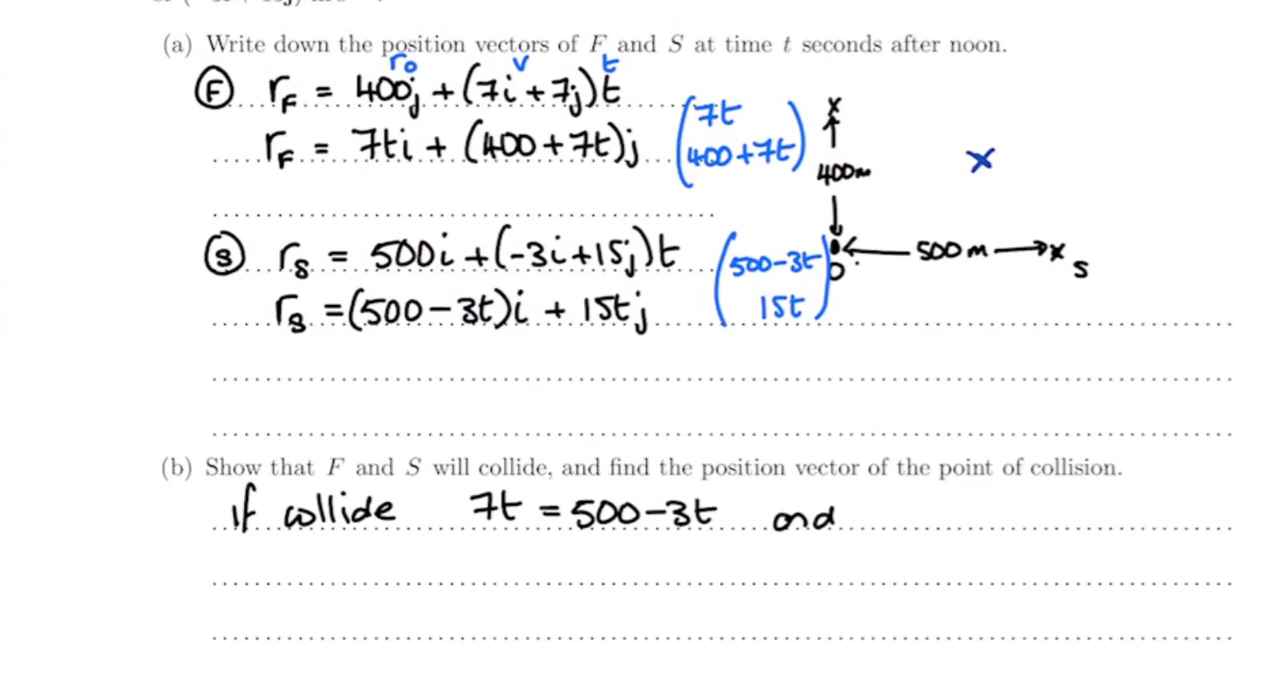 (a) Write down the position vectors of F and S at time t seconds after noon.
r₀ v t
Ⓕ r_F = 400j + (7i + 7j)t
r_F = 7ti + (400 + 7t)j
(7t
400+7t)
x
400m
x
Ⓢ r_s = 500i + (-3i + 15j)t
r_s = (500 - 3t)i + 15tj
(500-3t
15t)
O
500m
x s
(b) Show that F and S will collide, and find the position vector of the point of collision.
if collide 7t = 500-3t and